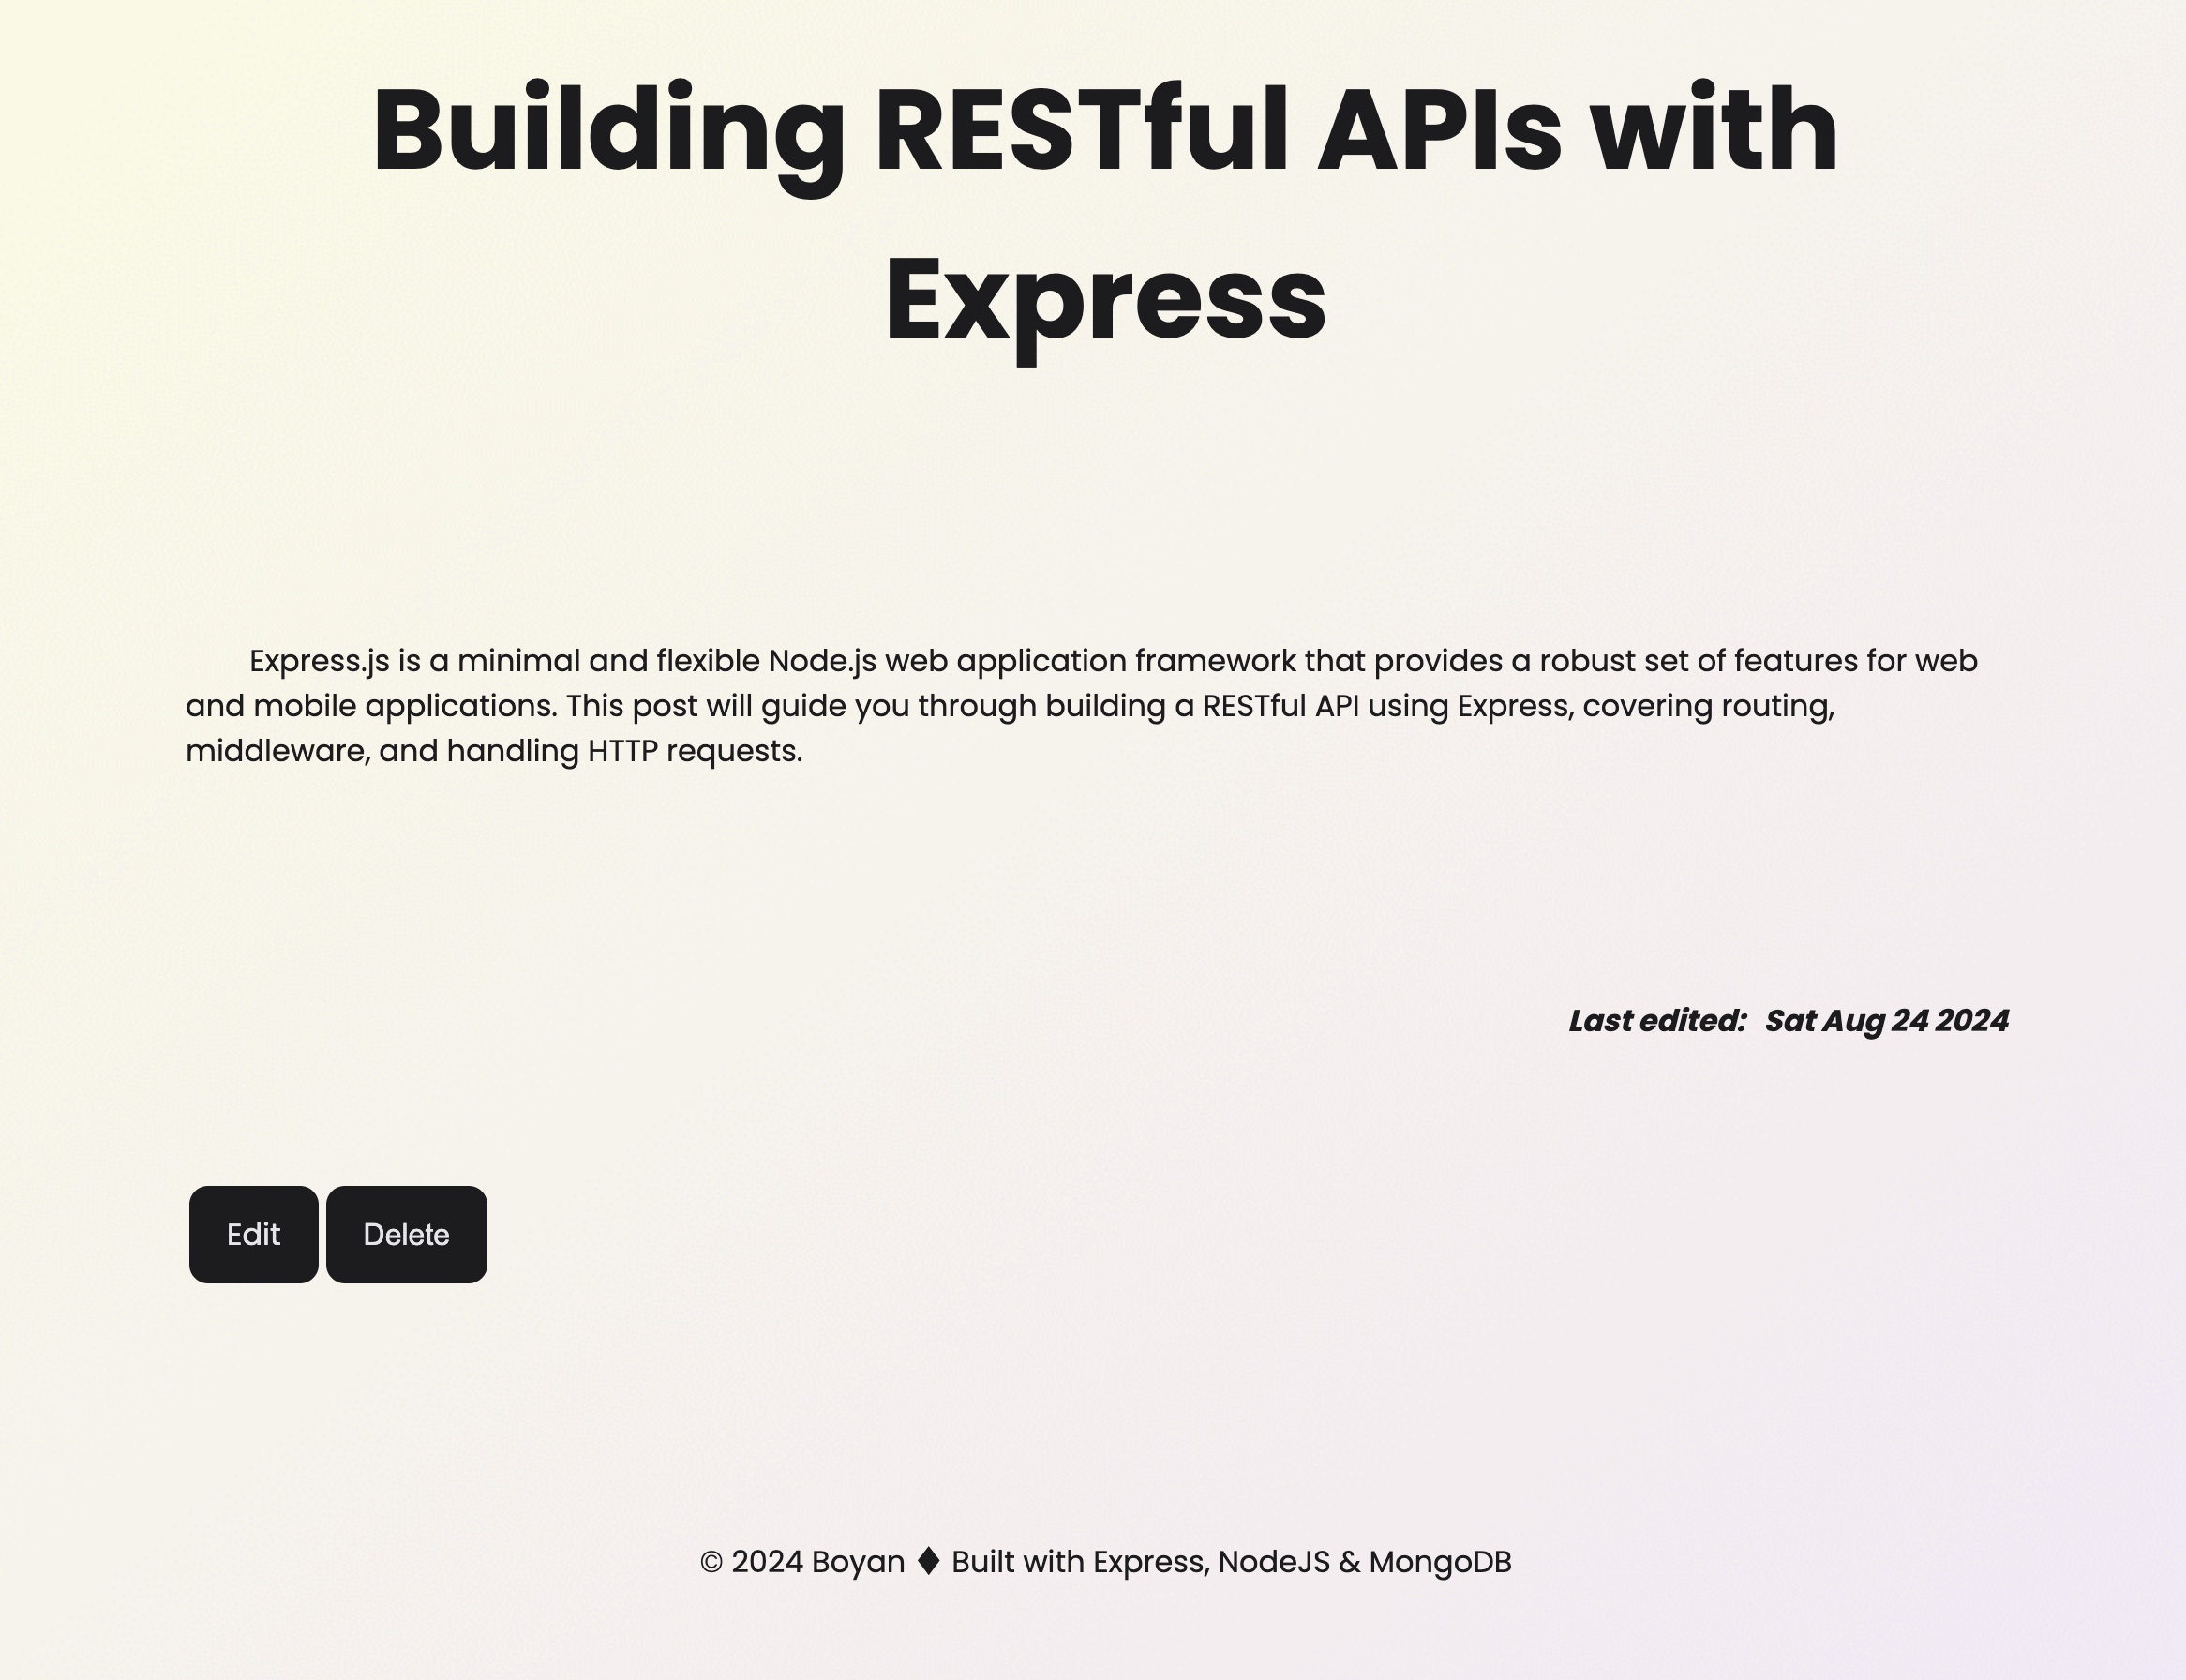 Building RESTful APIs with
Express
Express.js is a minimal and flexible Node.js web application framework that provides a robust set of features for web
and mobile applications. This post will guide you through building a RESTful API using Express, covering routing,
middleware, and handling HTTP requests.
Last edited: Sat Aug 24 2024
Edit Delete
© 2024 Boyan ♦ Built with Express, NodeJS & MongoDB